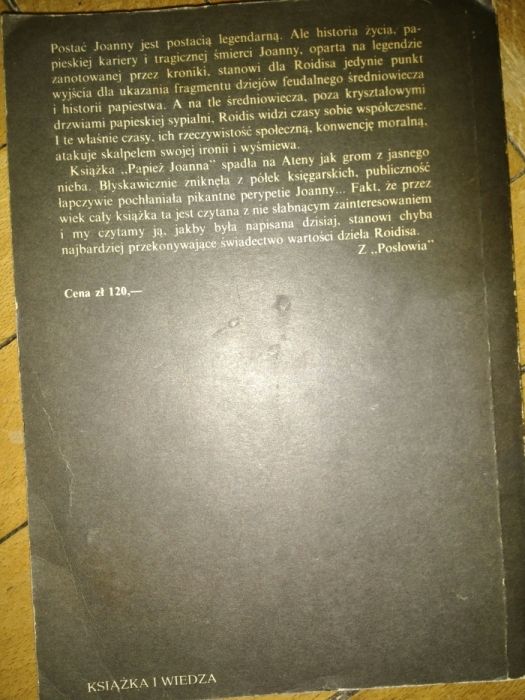 Postać Joanny jest postacią legendarną. Ale historia życia, pa-
pieskiej kariery i tragicznej śmierci Joanny, oparta na legendzie
zanotowanej przez kroniki, stanowi dla Roidisa jedynie punkt
wyjścia dla ukazania fragmentu dziejów feudalnego średniowiecza
i historii papiestwa. A na tle średniowiecza, poza kryształowymi
drzwiami papieskiej sypialni, Roidis widzi czasy sobie współczesne.
I te właśnie czasy, ich rzeczywistość społeczną, konwencję moralną,
atakuje skalpelem swojej ironii i wyśmiewa.
Książka „Papież Joanna" spadła na Ateny jak grom z jasnego
nieba. Błyskawicznie zniknęła z półek księgarskich, publiczność
łapczywie pochłaniała pikantne perypetie Joanny... Fakt, że przez
wiek cały książka ta jest czytana z nie słabnącym zainteresowaniem
i my czytamy ją, jakby była napisana dzisiaj, stanowi chyba
najbardziej przekonywające świadectwo wartości dzieła Roidisa.
Z „Posłowia"
Cena zł 120,—
KSIĄŻKA I WIEDZA